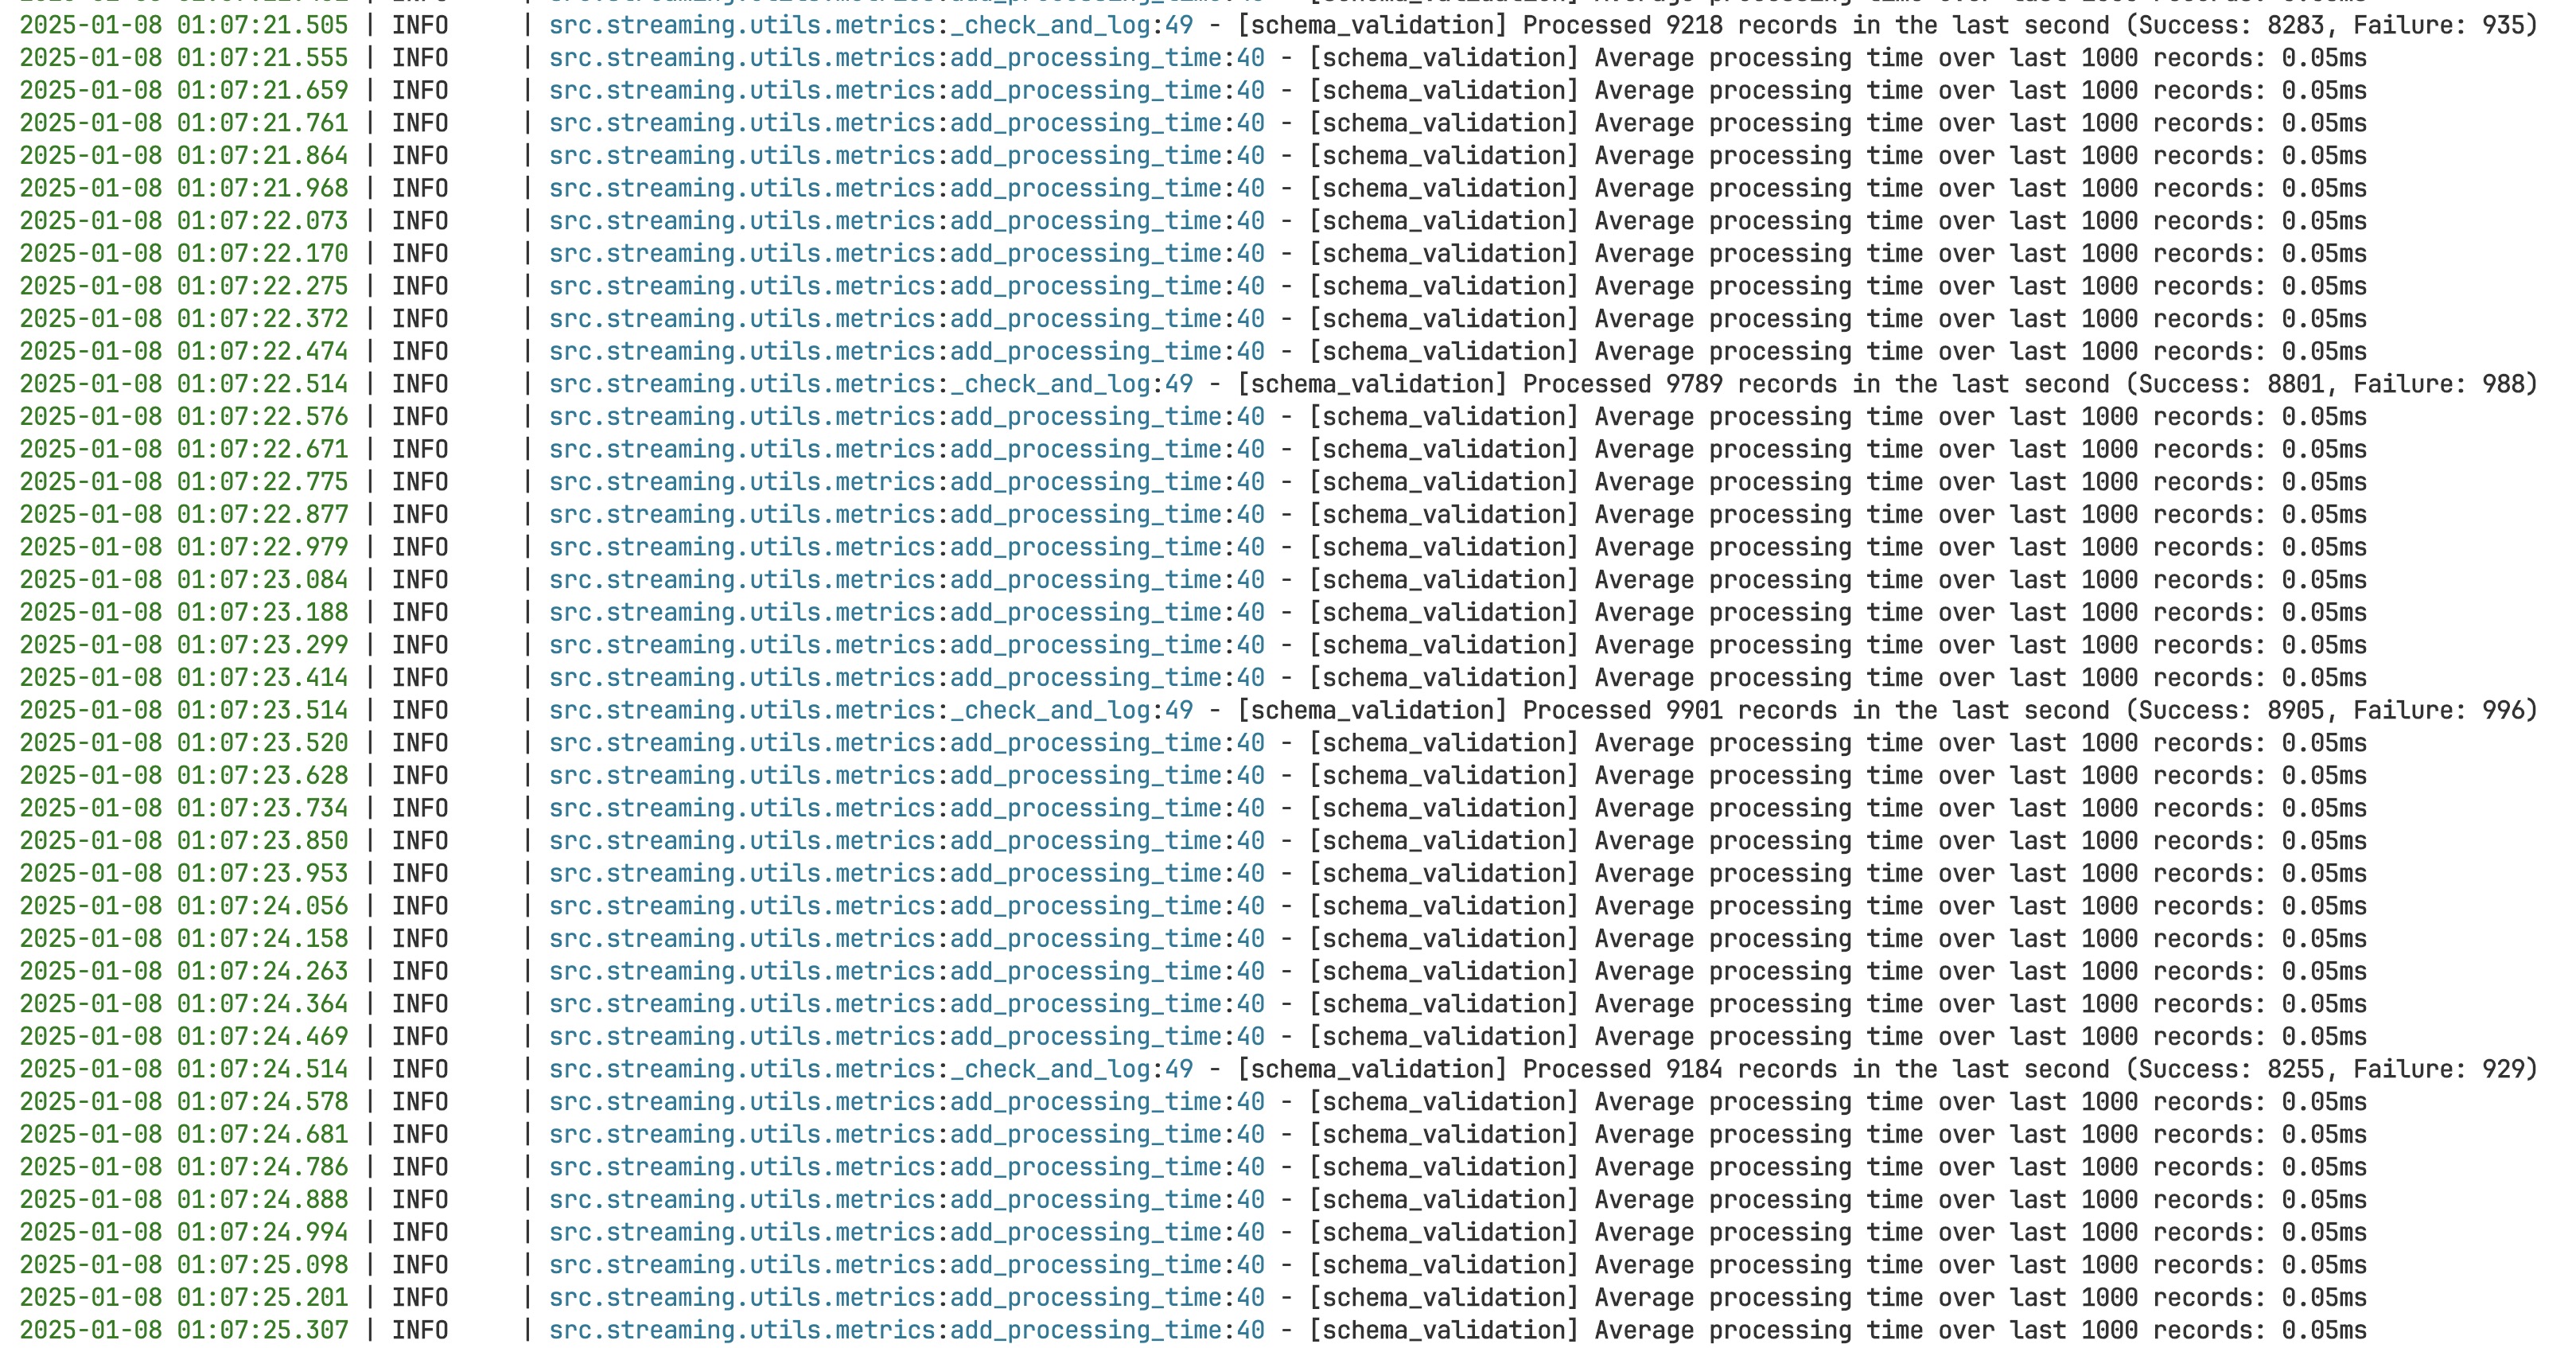 2025-01-08 01:07:21.505 | INFO     | src.streaming.utils.metrics:_check_and_log:49 - [schema_validation] Processed 9218 records in the last second (Success: 8283, Failure: 935)
2025-01-08 01:07:21.555 | INFO     | src.streaming.utils.metrics:add_processing_time:40 - [schema_validation] Average processing time over last 1000 records: 0.05ms
2025-01-08 01:07:21.659 | INFO     | src.streaming.utils.metrics:add_processing_time:40 - [schema_validation] Average processing time over last 1000 records: 0.05ms
2025-01-08 01:07:21.761 | INFO     | src.streaming.utils.metrics:add_processing_time:40 - [schema_validation] Average processing time over last 1000 records: 0.05ms
2025-01-08 01:07:21.864 | INFO     | src.streaming.utils.metrics:add_processing_time:40 - [schema_validation] Average processing time over last 1000 records: 0.05ms
2025-01-08 01:07:21.968 | INFO     | src.streaming.utils.metrics:add_processing_time:40 - [schema_validation] Average processing time over last 1000 records: 0.05ms
2025-01-08 01:07:22.073 | INFO     | src.streaming.utils.metrics:add_processing_time:40 - [schema_validation] Average processing time over last 1000 records: 0.05ms
2025-01-08 01:07:22.170 | INFO     | src.streaming.utils.metrics:add_processing_time:40 - [schema_validation] Average processing time over last 1000 records: 0.05ms
2025-01-08 01:07:22.275 | INFO     | src.streaming.utils.metrics:add_processing_time:40 - [schema_validation] Average processing time over last 1000 records: 0.05ms
2025-01-08 01:07:22.372 | INFO     | src.streaming.utils.metrics:add_processing_time:40 - [schema_validation] Average processing time over last 1000 records: 0.05ms
2025-01-08 01:07:22.474 | INFO     | src.streaming.utils.metrics:add_processing_time:40 - [schema_validation] Average processing time over last 1000 records: 0.05ms
2025-01-08 01:07:22.514 | INFO     | src.streaming.utils.metrics:_check_and_log:49 - [schema_validation] Processed 9789 records in the last second (Success: 8801, Failure: 988)
2025-01-08 01:07:22.576 | INFO     | src.streaming.utils.metrics:add_processing_time:40 - [schema_validation] Average processing time over last 1000 records: 0.05ms
2025-01-08 01:07:22.671 | INFO     | src.streaming.utils.metrics:add_processing_time:40 - [schema_validation] Average processing time over last 1000 records: 0.05ms
2025-01-08 01:07:22.775 | INFO     | src.streaming.utils.metrics:add_processing_time:40 - [schema_validation] Average processing time over last 1000 records: 0.05ms
2025-01-08 01:07:22.877 | INFO     | src.streaming.utils.metrics:add_processing_time:40 - [schema_validation] Average processing time over last 1000 records: 0.05ms
2025-01-08 01:07:22.979 | INFO     | src.streaming.utils.metrics:add_processing_time:40 - [schema_validation] Average processing time over last 1000 records: 0.05ms
2025-01-08 01:07:23.084 | INFO     | src.streaming.utils.metrics:add_processing_time:40 - [schema_validation] Average processing time over last 1000 records: 0.05ms
2025-01-08 01:07:23.188 | INFO     | src.streaming.utils.metrics:add_processing_time:40 - [schema_validation] Average processing time over last 1000 records: 0.05ms
2025-01-08 01:07:23.299 | INFO     | src.streaming.utils.metrics:add_processing_time:40 - [schema_validation] Average processing time over last 1000 records: 0.05ms
2025-01-08 01:07:23.414 | INFO     | src.streaming.utils.metrics:add_processing_time:40 - [schema_validation] Average processing time over last 1000 records: 0.05ms
2025-01-08 01:07:23.514 | INFO     | src.streaming.utils.metrics:_check_and_log:49 - [schema_validation] Processed 9901 records in the last second (Success: 8905, Failure: 996)
2025-01-08 01:07:23.520 | INFO     | src.streaming.utils.metrics:add_processing_time:40 - [schema_validation] Average processing time over last 1000 records: 0.05ms
2025-01-08 01:07:23.628 | INFO     | src.streaming.utils.metrics:add_processing_time:40 - [schema_validation] Average processing time over last 1000 records: 0.05ms
2025-01-08 01:07:23.734 | INFO     | src.streaming.utils.metrics:add_processing_time:40 - [schema_validation] Average processing time over last 1000 records: 0.05ms
2025-01-08 01:07:23.850 | INFO     | src.streaming.utils.metrics:add_processing_time:40 - [schema_validation] Average processing time over last 1000 records: 0.05ms
2025-01-08 01:07:23.953 | INFO     | src.streaming.utils.metrics:add_processing_time:40 - [schema_validation] Average processing time over last 1000 records: 0.05ms
2025-01-08 01:07:24.056 | INFO     | src.streaming.utils.metrics:add_processing_time:40 - [schema_validation] Average processing time over last 1000 records: 0.05ms
2025-01-08 01:07:24.158 | INFO     | src.streaming.utils.metrics:add_processing_time:40 - [schema_validation] Average processing time over last 1000 records: 0.05ms
2025-01-08 01:07:24.263 | INFO     | src.streaming.utils.metrics:add_processing_time:40 - [schema_validation] Average processing time over last 1000 records: 0.05ms
2025-01-08 01:07:24.364 | INFO     | src.streaming.utils.metrics:add_processing_time:40 - [schema_validation] Average processing time over last 1000 records: 0.05ms
2025-01-08 01:07:24.469 | INFO     | src.streaming.utils.metrics:add_processing_time:40 - [schema_validation] Average processing time over last 1000 records: 0.05ms
2025-01-08 01:07:24.514 | INFO     | src.streaming.utils.metrics:_check_and_log:49 - [schema_validation] Processed 9184 records in the last second (Success: 8255, Failure: 929)
2025-01-08 01:07:24.578 | INFO     | src.streaming.utils.metrics:add_processing_time:40 - [schema_validation] Average processing time over last 1000 records: 0.05ms
2025-01-08 01:07:24.681 | INFO     | src.streaming.utils.metrics:add_processing_time:40 - [schema_validation] Average processing time over last 1000 records: 0.05ms
2025-01-08 01:07:24.786 | INFO     | src.streaming.utils.metrics:add_processing_time:40 - [schema_validation] Average processing time over last 1000 records: 0.05ms
2025-01-08 01:07:24.888 | INFO     | src.streaming.utils.metrics:add_processing_time:40 - [schema_validation] Average processing time over last 1000 records: 0.05ms
2025-01-08 01:07:24.994 | INFO     | src.streaming.utils.metrics:add_processing_time:40 - [schema_validation] Average processing time over last 1000 records: 0.05ms
2025-01-08 01:07:25.098 | INFO     | src.streaming.utils.metrics:add_processing_time:40 - [schema_validation] Average processing time over last 1000 records: 0.05ms
2025-01-08 01:07:25.201 | INFO     | src.streaming.utils.metrics:add_processing_time:40 - [schema_validation] Average processing time over last 1000 records: 0.05ms
2025-01-08 01:07:25.307 | INFO     | src.streaming.utils.metrics:add_processing_time:40 - [schema_validation] Average processing time over last 1000 records: 0.05ms